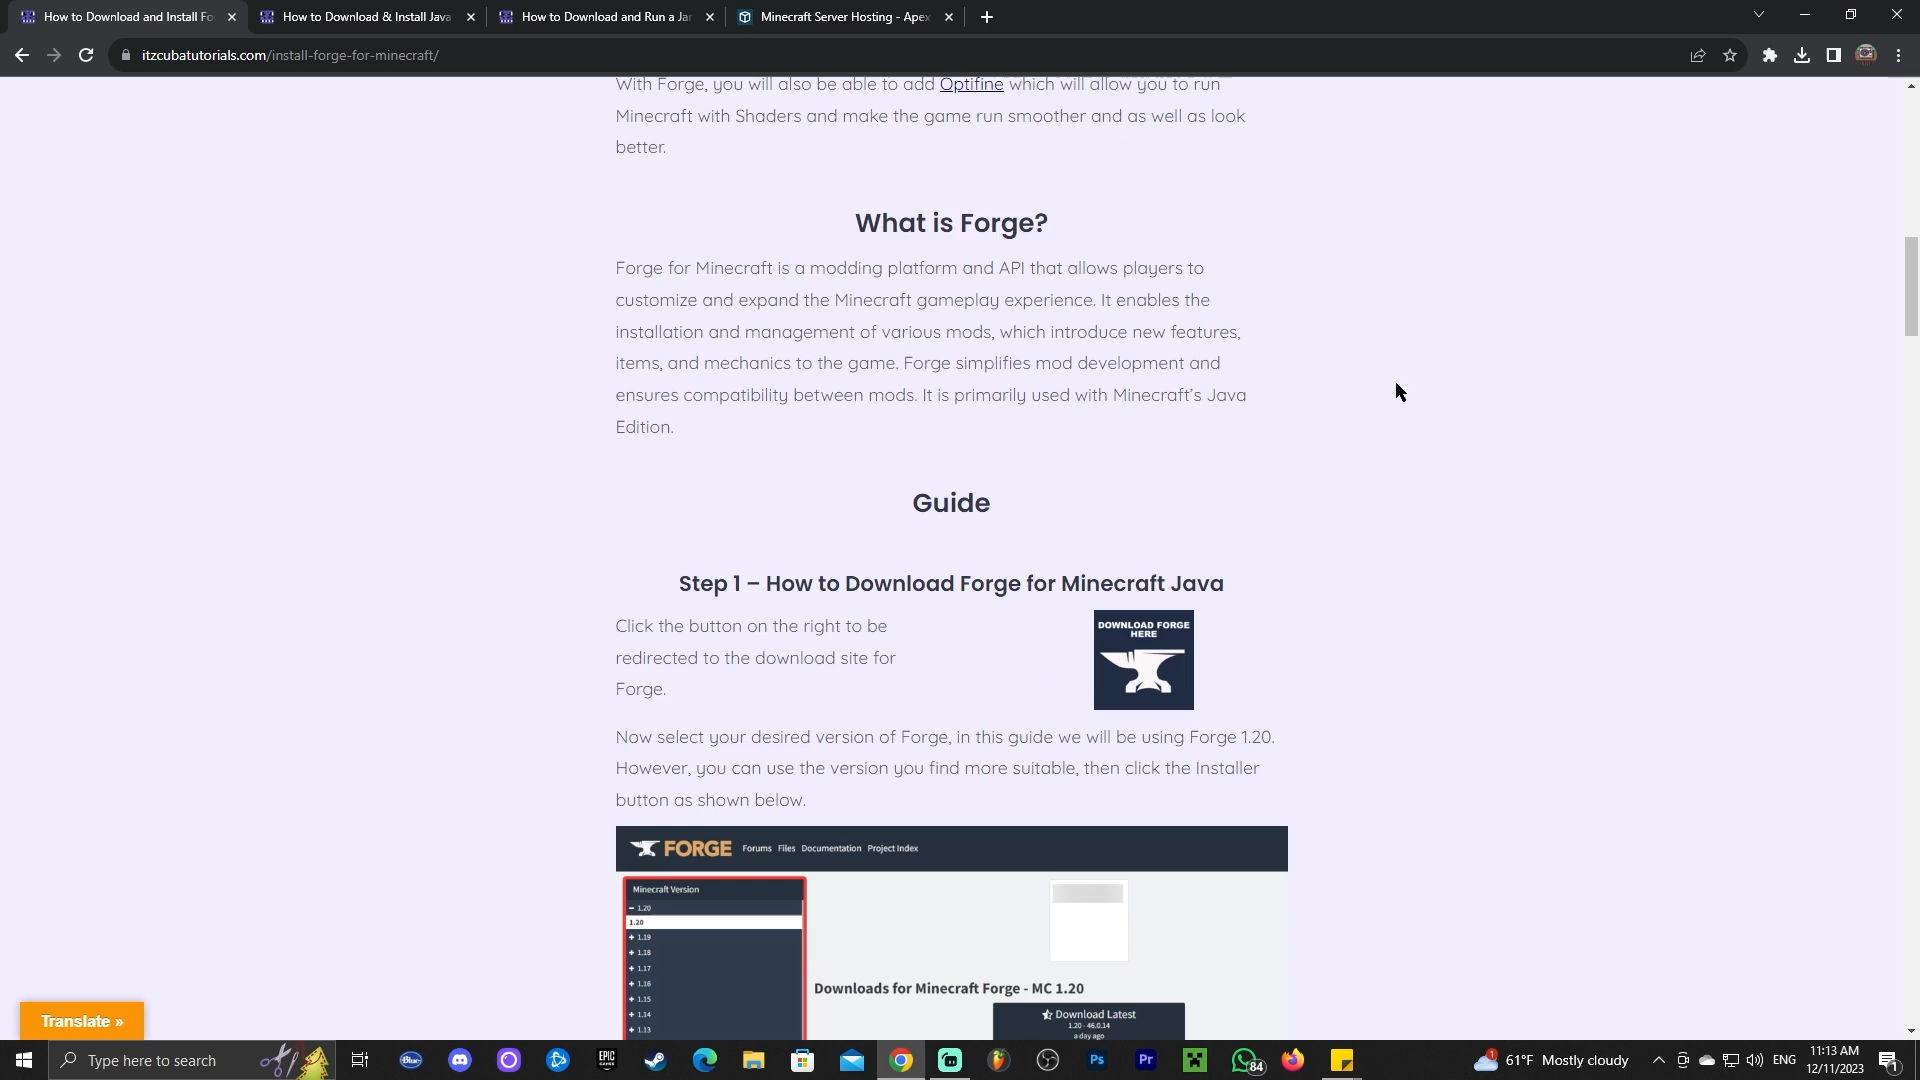 How to Download and Install Fo
How to Download & Install Java
How to Download and Run a Jar
Minecraft Server Hosting - Apex
itzcubatutorials.com/install-forge-for-minecraft/
With Forge, you will also be able to add Optifine which will allow you to run
Minecraft with Shaders and make the game run smoother and as well as look
better.
What is Forge?
Forge for Minecraft is a modding platform and API that allows players to
customize and expand the Minecraft gameplay experience. It enables the
installation and management of various mods, which introduce new features,
items, and mechanics to the game. Forge simplifies mod development and
ensures compatibility between mods. It is primarily used with Minecraft's Java
Edition.
Guide
Step 1 – How to Download Forge for Minecraft Java
Click the button on the right to be
redirected to the download site for
Forge.
DOWNLOAD FORGE
HERE
Now select your desired version of Forge, in this guide we will be using Forge 1.20.
However, you can use the version you find more suitable, then click the Installer
button as shown below.
FORGE Forums Files Documentation Project Index
Minecraft Version
– 1.20
1.20
+ 1.19
+ 1.18
+ 1.17
+ 1.16
+ 1.15
+ 1.14
+ 1.13
Downloads for Minecraft Forge - MC 1.20
Download Latest
1.20 - 46.0.14
a day ago
Translate »
Type here to search
Blue
EPIC
GAMES
Ps
Pr
84
1
61°F Mostly cloudy
ENG
11:13 AM
12/11/2023
1